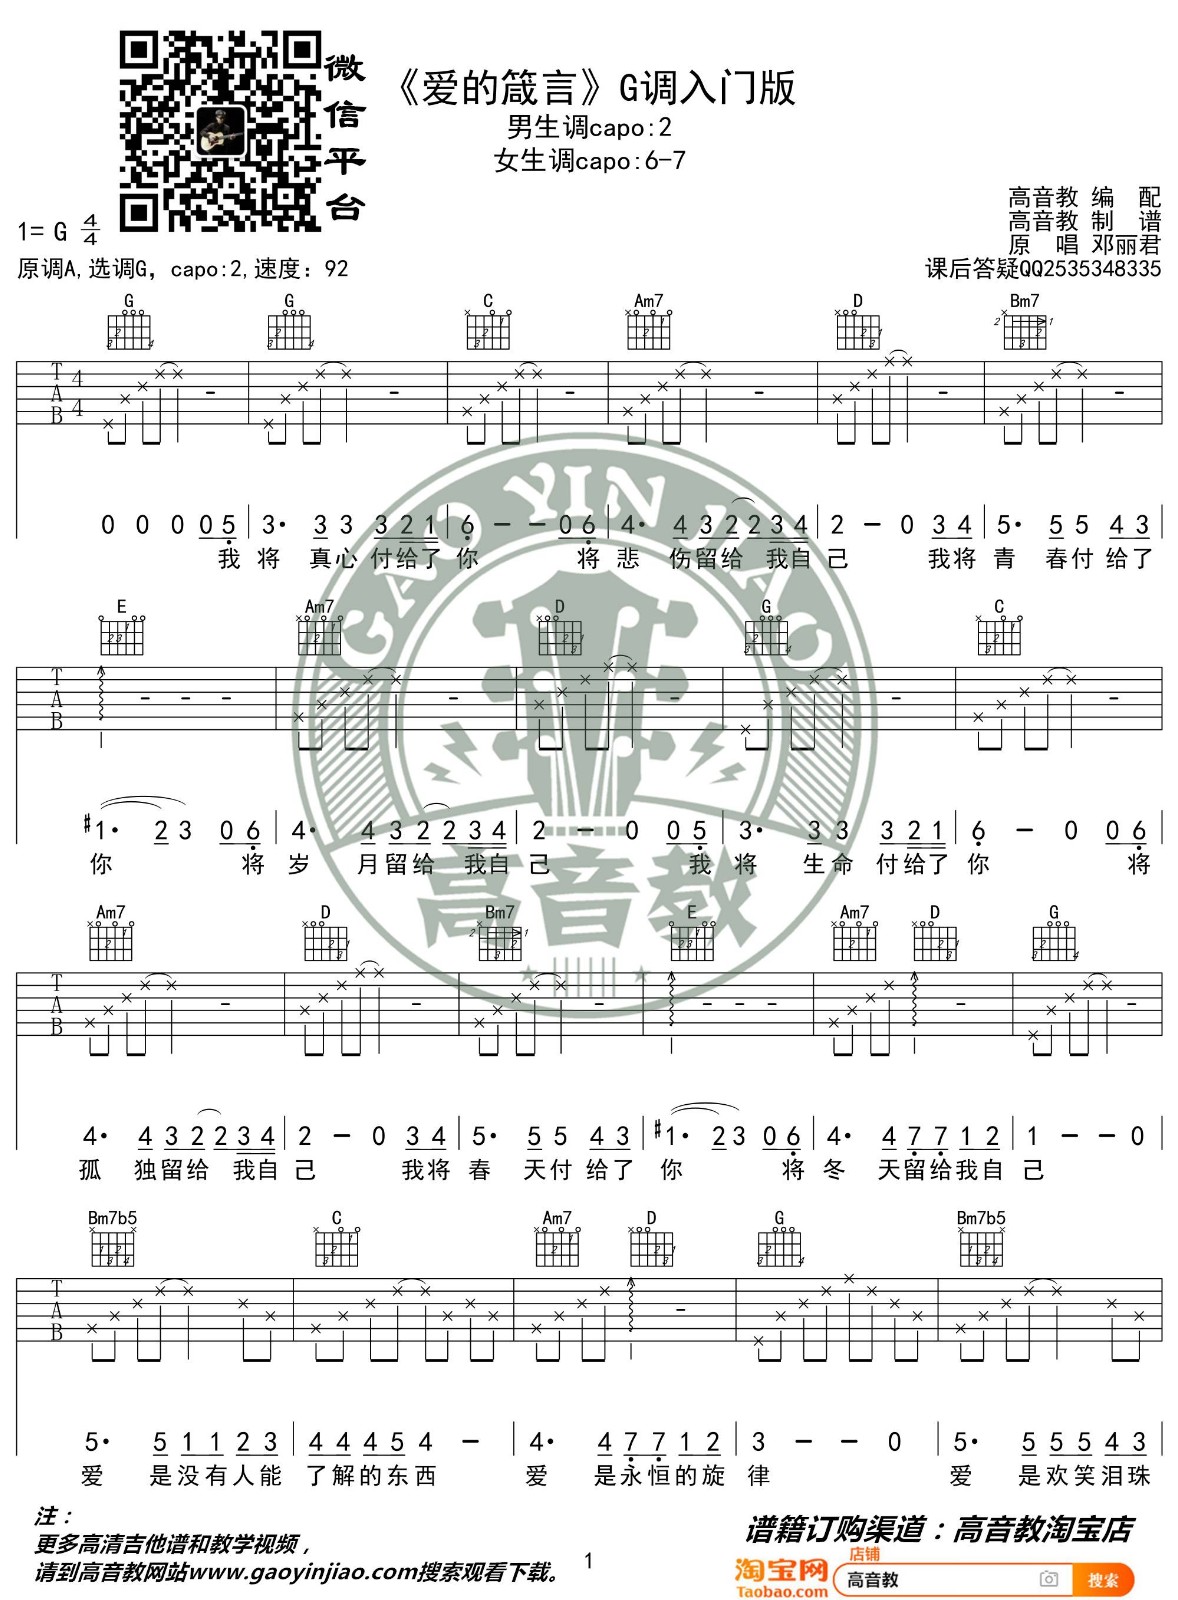 微信平台
《爱的箴言》G调入门版
男生调capo:2
女生调capo:6-7
高音教 编 配
高音教 制 谱
原 唱 邓丽君
课后答疑QQ2535348335
1= G 4/4
原调A,选调G，capo:2,速度：92
G G C Am7 D Bm7
T A B 4 4
0 0 0 0 5 | 3· 3 3 3 2 1 | 6 - - 0 6 | 4· 4 3 2 2 3 4 | 2 - 0 3 4 | 5· 5 5 4 3
我 将 真心 付给了 你 将 悲 伤留给 我自己 我将 青 春付给了
E Am7 D G C
T A B
#1· 2 3 0 6 | 4· 4 3 2 2 3 4 | 2 - 0 0 5 | 3· 3 3 3 2 1 | 6 - 0 0 6
你 将 岁 月留给 我自己 我 将 生命 付给了 你 将
Am7 D Bm7 E Am7 D G
T A B
4· 4 3 2 2 3 4 | 2 - 0 3 4 | 5· 5 5 4 3 | #1· 2 3 0 6 | 4· 4 7 7 1 2 | 1 - - 0
孤 独留给 我自己 我将 春 天付给了 你 将 冬 天留给我自己
Bm7b5 C Am7 D G Bm7b5
T A B
5· 5 1 1 2 3 | 4 4 4 5 4 - | 4· 4 7 7 1 2 | 3 - - 0 | 5· 5 5 5 4 3
爱 是没有人能 了解的东西 爱 是永恒的旋 律 爱 是欢笑泪珠
GAO YIN JIAO
高音教
注：
更多高清吉他谱和教学视频，
请到高音教网站www.gaoyinjiao.com搜索观看下载。
1
谱籍订购渠道：高音教淘宝店
淘宝网
Taobao.com
店铺
高音教
搜索